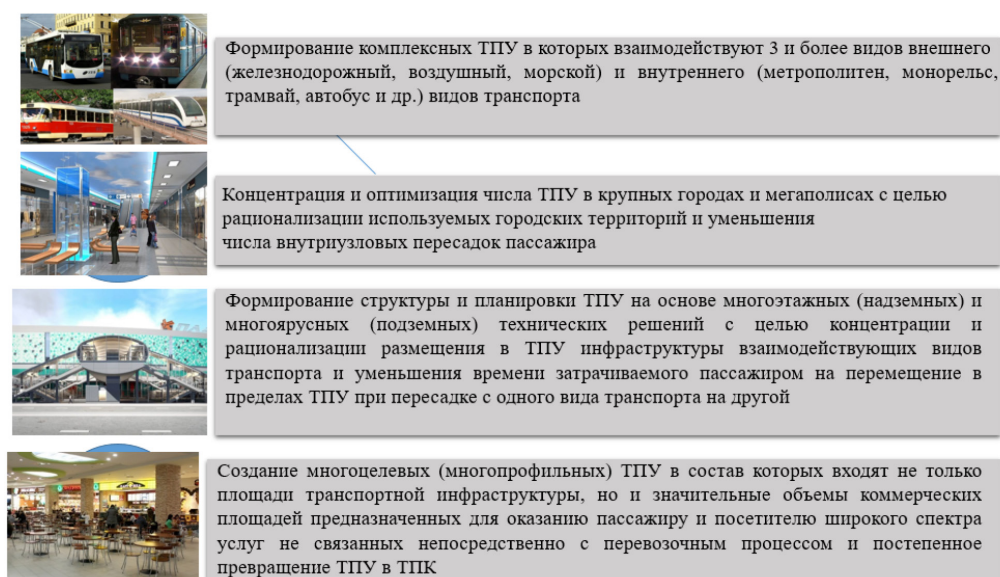 Формирование комплексных ТПУ в которых взаимодействуют 3 и более видов внешнего
(железнодорожный, воздушный, морской) и внутреннего (метрополитен, монорельс,
трамвай, автобус и др.) видов транспорта
Концентрация и оптимизация числа ТПУ в крупных городах и мегаполисах с целью
рационализации используемых городских территорий и уменьшения
числа внутриузловых пересадок пассажира
Формирование структуры и планировки ТПУ на основе многоэтажных (надземных) и
многоярусных (подземных) технических решений с целью концентрации и
рационализации размещения в ТПУ инфраструктуры взаимодействующих видов
транспорта и уменьшения времени затрачиваемого пассажиром на перемещение в
пределах ТПУ при пересадке с одного вида транспорта на другой
Создание многоцелевых (многопрофильных) ТПУ в состав которых входят не только
площади транспортной инфраструктуры, но и значительные объемы коммерческих
площадей предназначенных для оказанию пассажиру и посетителю широкого спектра
услуг не связанных непосредственно с перевозочным процессом и постепенное
превращение ТПУ в ТПК